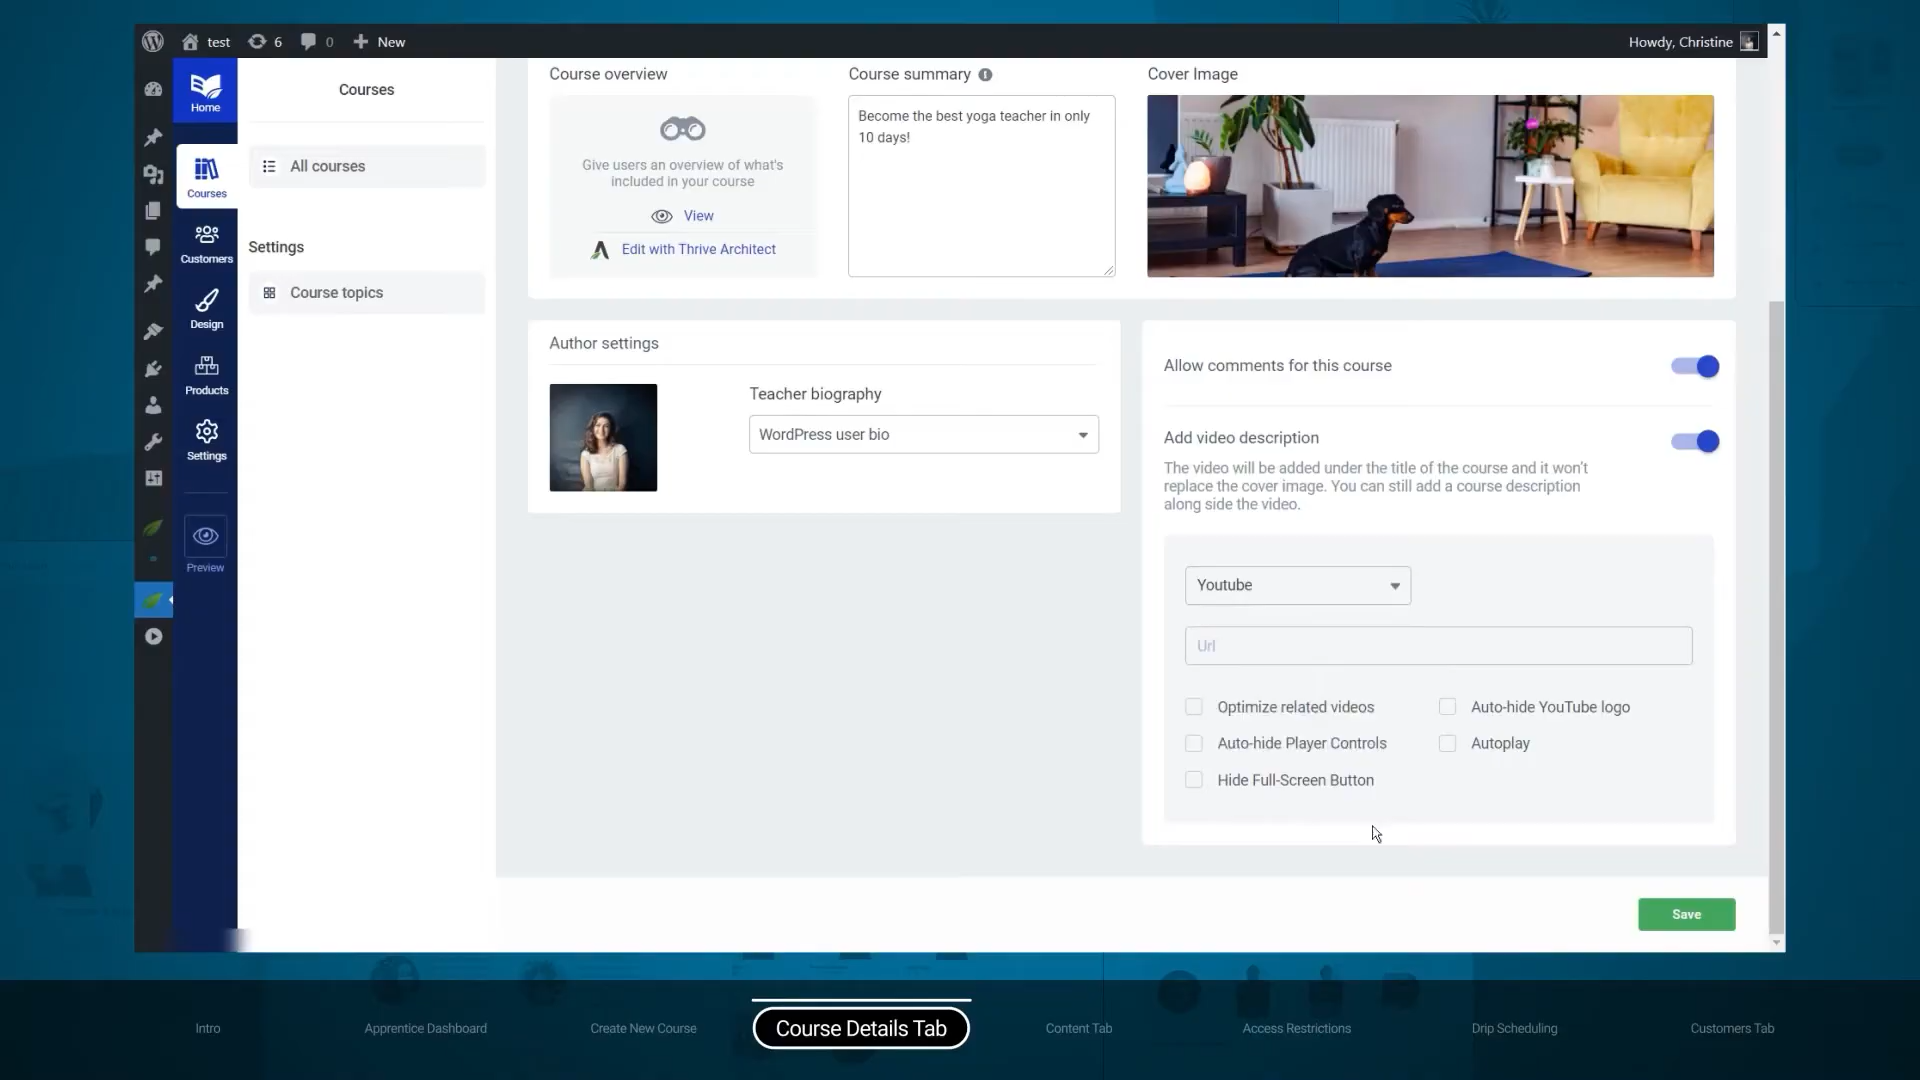 test
6
0
New
Howdy, Christine
Home
Courses
Customers
Design
Products
Settings
Preview
Courses
All courses
Settings
Course topics
Course overview
Give users an overview of what's
included in your course
View
Edit with Thrive Architect
Course summary
Become the best yoga teacher in only
10 days!
Cover Image
Author settings
Teacher biography
WordPress user bio
Allow comments for this course
Add video description
The video will be added under the title of the course and it won't
replace the cover image. You can still add a course description
along side the video.
Youtube
Url
Optimize related videos
Auto-hide YouTube logo
Auto-hide Player Controls
Autoplay
Hide Full-Screen Button
Save
Intro
Apprentice Dashboard
Create New Course
Course Details Tab
Content Tab
Access Restrictions
Drip Scheduling
Customers Tab